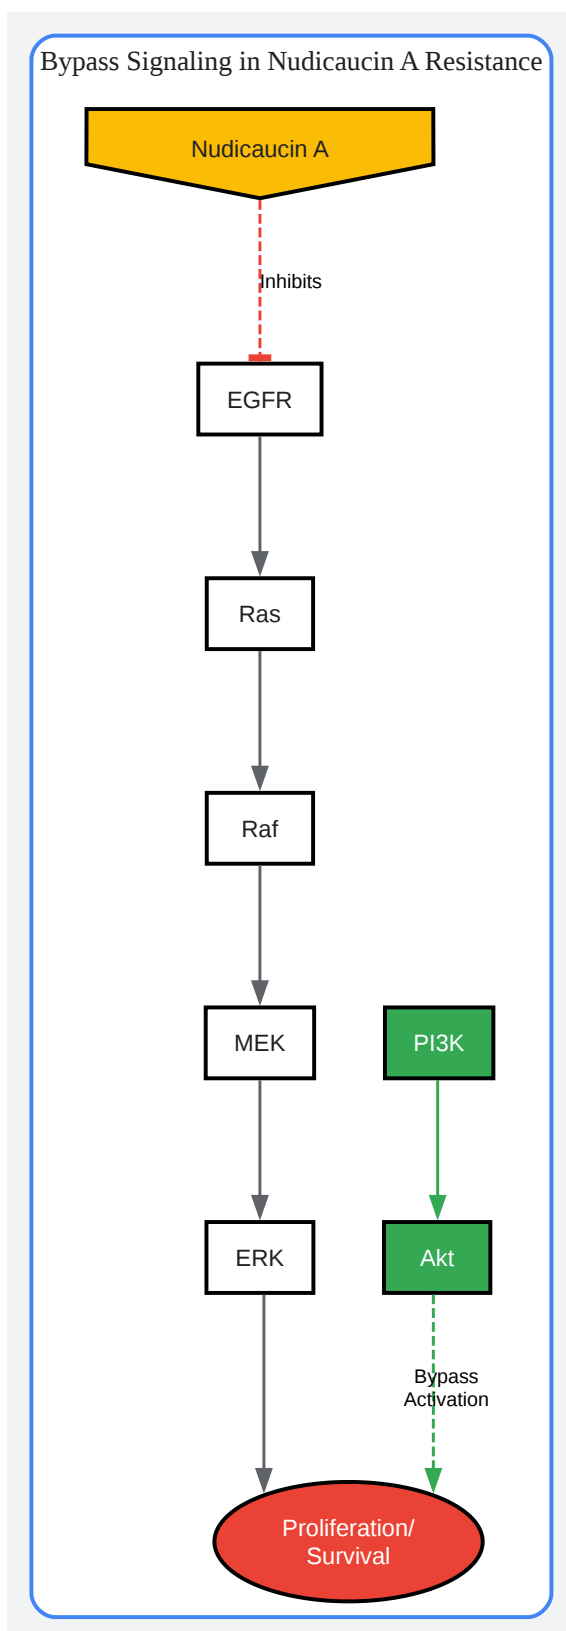 Bypass Signaling in Nudicaucin A Resistance
Nudicaucin A
Inhibits
EGFR
Ras
Raf
MEK
PI3K
ERK
Akt
Bypass
Activation
Proliferation/
Survival